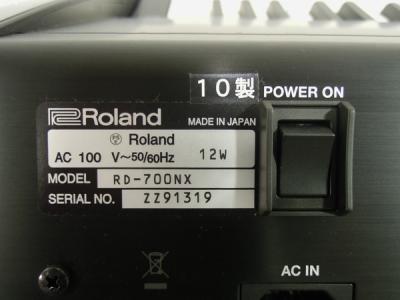 10製
POWER ON
Roland
MADE IN JAPAN
Roland
AC 100 V~50/60Hz 12W
MODEL RD-700NX
SERIAL NO. ZZ91319
AC IN